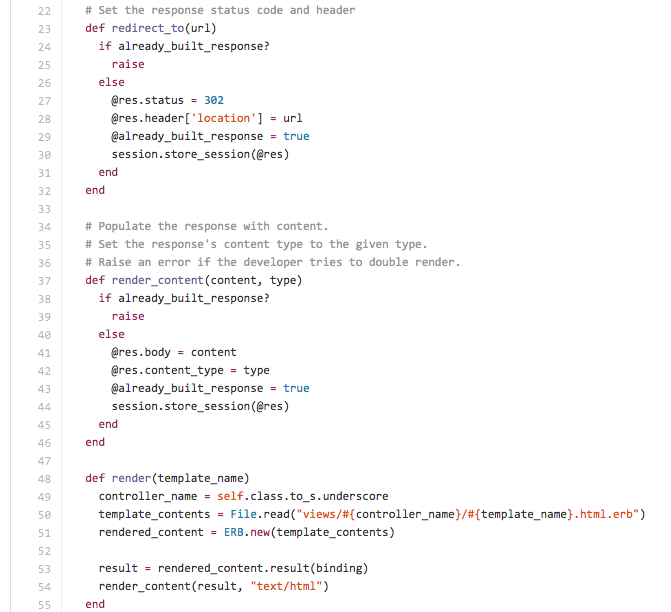 22 # Set the response status code and header
23 def redirect_to(url)
24   if already_built_response?
25     raise
26   else
27     @res.status = 302
28     @res.header['location'] = url
29     @already_built_response = true
30     session.store_session(@res)
31   end
32 end
33
34 # Populate the response with content.
35 # Set the response's content type to the given type.
36 # Raise an error if the developer tries to double render.
37 def render_content(content, type)
38   if already_built_response?
39     raise
40   else
41     @res.body = content
42     @res.content_type = type
43     @already_built_response = true
44     session.store_session(@res)
45   end
46 end
47
48 def render(template_name)
49   controller_name = self.class.to_s.underscore
50   template_contents = File.read("views/#{controller_name}/#{template_name}.html.erb")
51   rendered_content = ERB.new(template_contents)
52
53   result = rendered_content.result(binding)
54   render_content(result, "text/html")
55 end